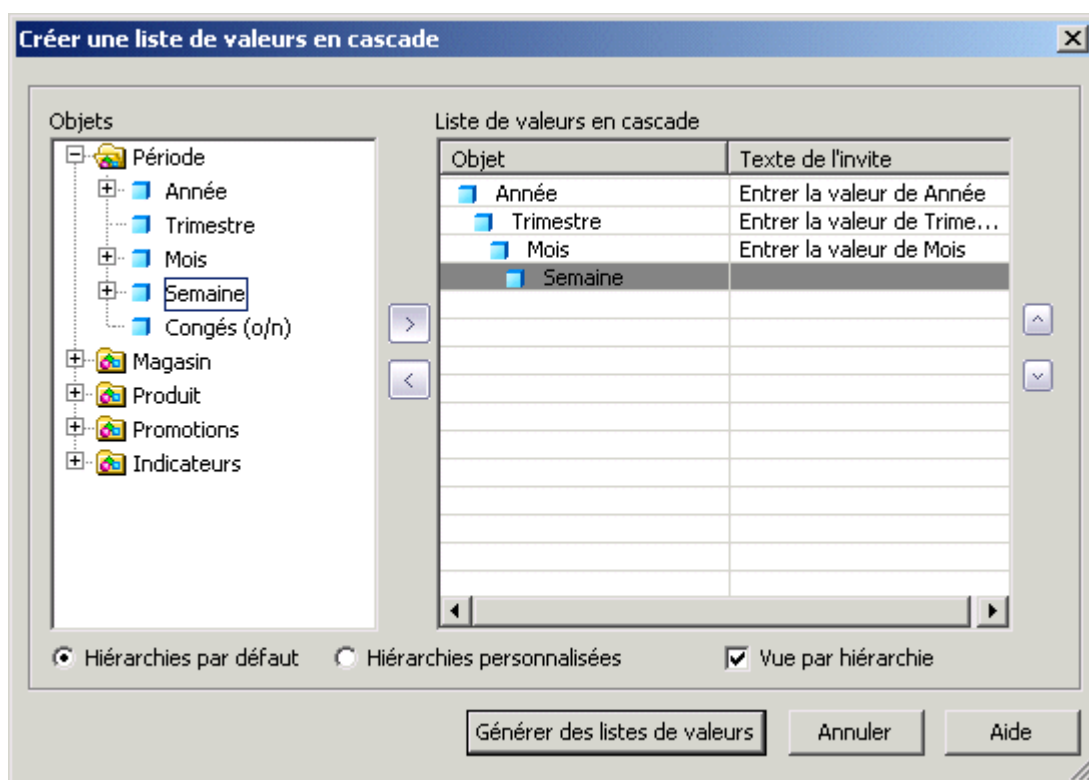 Créer une liste de valeurs en cascade
Objets
Période
Année
Trimestre
Mois
Semaine
Congés (o/n)
Magasin
Produit
Promotions
Indicateurs
Liste de valeurs en cascade
Objet Texte de l'invite
Année Entrer la valeur de Année
Trimestre Entrer la valeur de Trime...
Mois Entrer la valeur de Mois
Semaine
Hiérarchies par défaut Hiérarchies personnalisées Vue par hiérarchie
Générer des listes de valeurs Annuler Aide